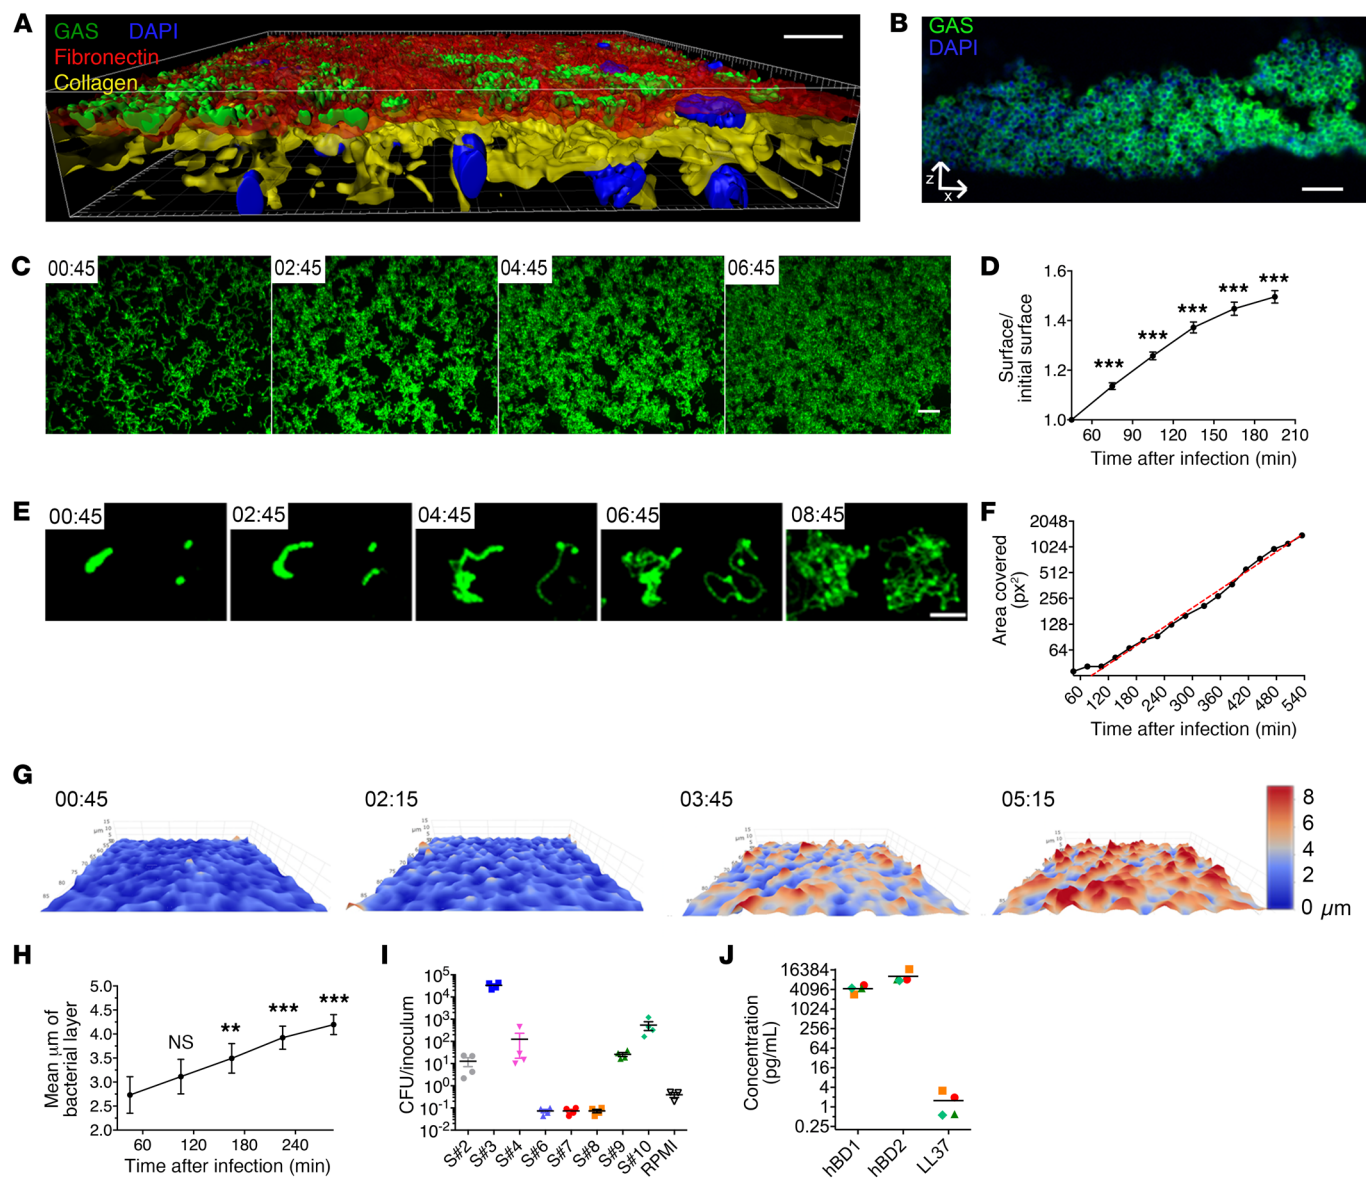 A
GAS DAPI
Fibronectin
Collagen
B
GAS
DAPI
z
x
C
00:45
02:45
04:45
06:45
D
Surface/
initial surface
1.6
1.4
1.2
1.0
***
***
***
***
***
60 90 120 150 180 210
Time after infection (min)
E
00:45
02:45
04:45
06:45
08:45
F
Area covered
(px²)
2048
1024
512
256
128
64
60 120 180 240 300 360 420 480 540
Time after infection (min)
G
00:45
02:15
03:45
05:15
8
6
4
2
0 µm
H
Mean µm of
bacterial layer
5.0
4.5
4.0
3.5
3.0
2.5
2.0
NS
**
***
***
60 120 180 240
Time after infection (min)
I
CFU/inoculum
10⁵
10⁴
10³
10²
10¹
10⁰
10⁻¹
10⁻²
S#2 S#3 S#4 S#6 S#7 S#8 S#9 S#10 RPMI
J
Concentration
(pg/mL)
16384
4096
1024
256
64
16
4
1
0.25
hBD1 hBD2 LL37